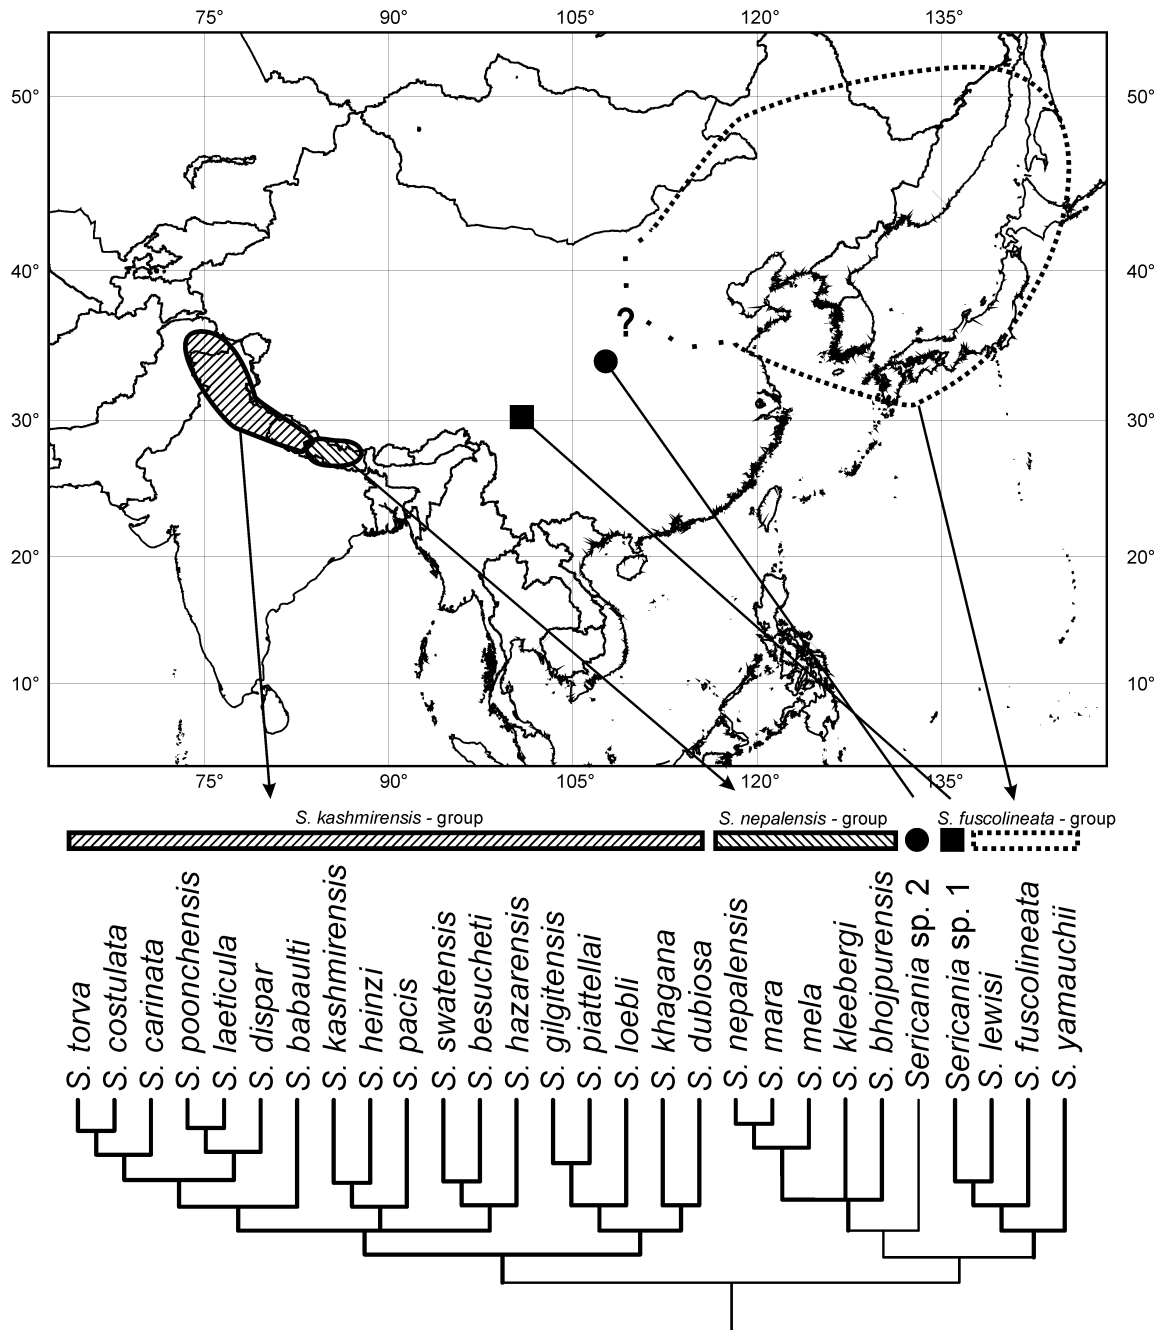 75° 90° 105° 120° 135°
50° 50°
40° 40°
?
30° 30°
20° 20°
10° 10°
75° 90° 105° 120° 135°
S. kashmirensis - group S. nepalensis - group S. fuscolineata - group
S. torva
S. costulata
S. carinata
S. poonchensis
S. laeticula
S. dispar
S. babaulti
S. kashmirensis
S. heinzi
S. pacis
S. swatensis
S. besucheti
S. hazarensis
S. gilgitensis
S. piattellai
S. loebli
S. khagana
S. dubiosa
S. nepalensis
S. mara
S. mela
S. kleebergi
S. bhojpurensis
Sericania sp. 2
Sericania sp. 1
S. lewisi
S. fuscolineata
S. yamauchii